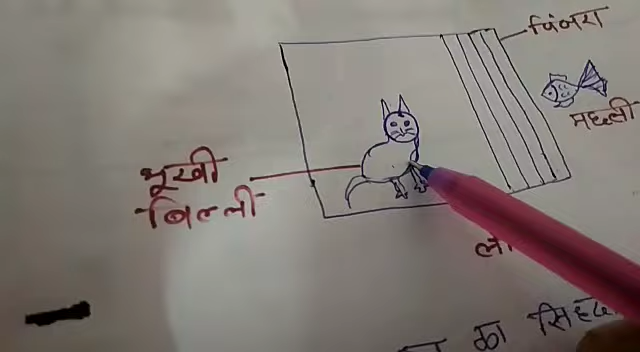 पिंजरा
मछली
भूखी
बिल्ली
का